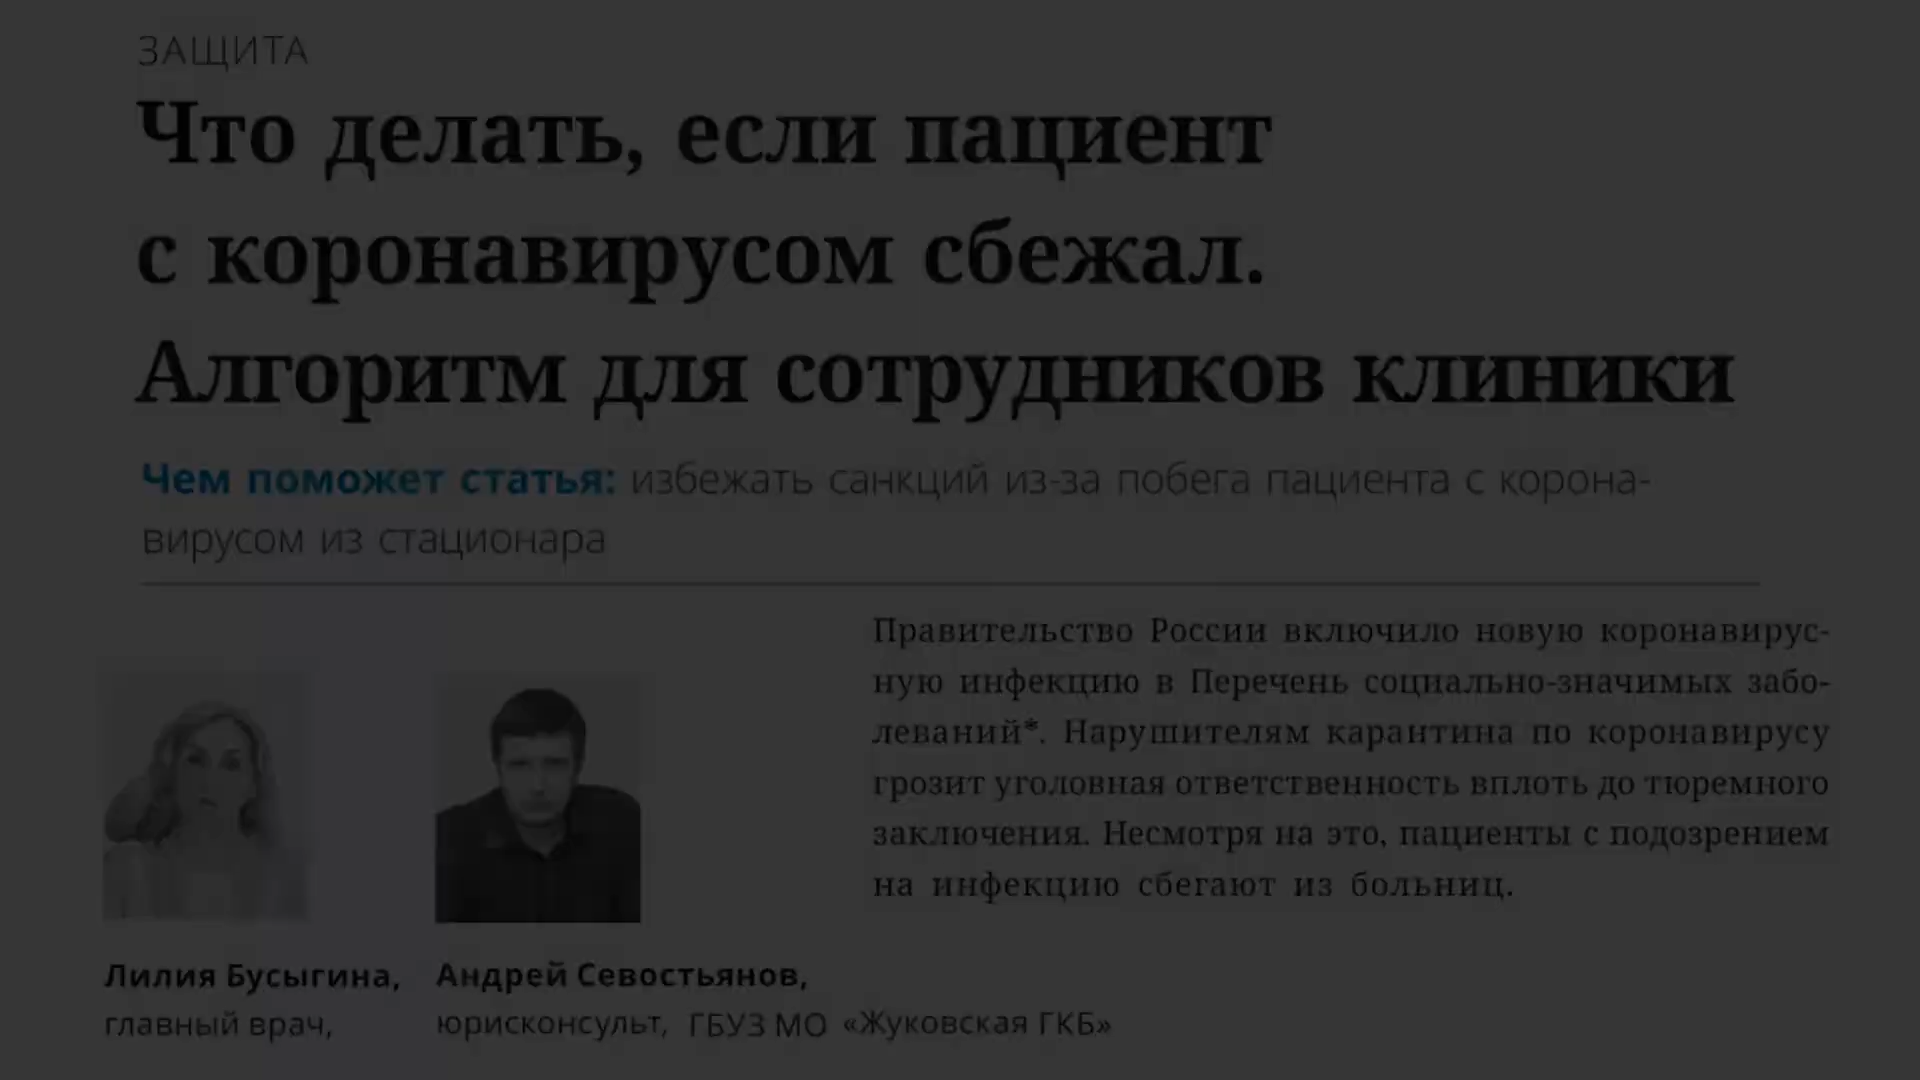 ЗАЩИТА
Что делать, если пациент
с коронавирусом сбежал.
Алгоритм для сотрудников клиники
Чем поможет статья: избежать санкций из-за побега пациента с корона-
вирусом из стационара
Правительство России включило новую коронавирус-
ную инфекцию в Перечень социально-значимых забо-
леваний*. Нарушителям карантина по коронавирусу
грозит уголовная ответственность вплоть до тюремного
заключения. Несмотря на это, пациенты с подозрением
на инфекцию сбегают из больниц.
Лилия Бусыгина,
главный врач,
Андрей Севостьянов,
юрисконсульт, ГБУЗ МО «Жуковская ГКБ»